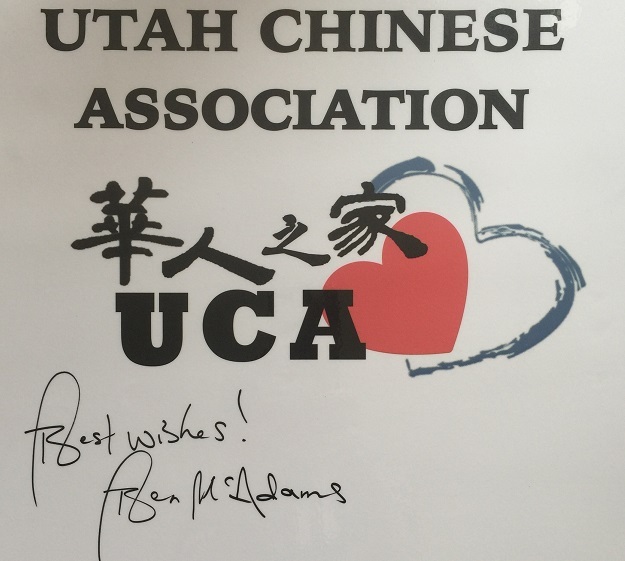 UTAH CHINESE
ASSOCIATION
華人之家
UCA
Best wishes!
Ben McAdams